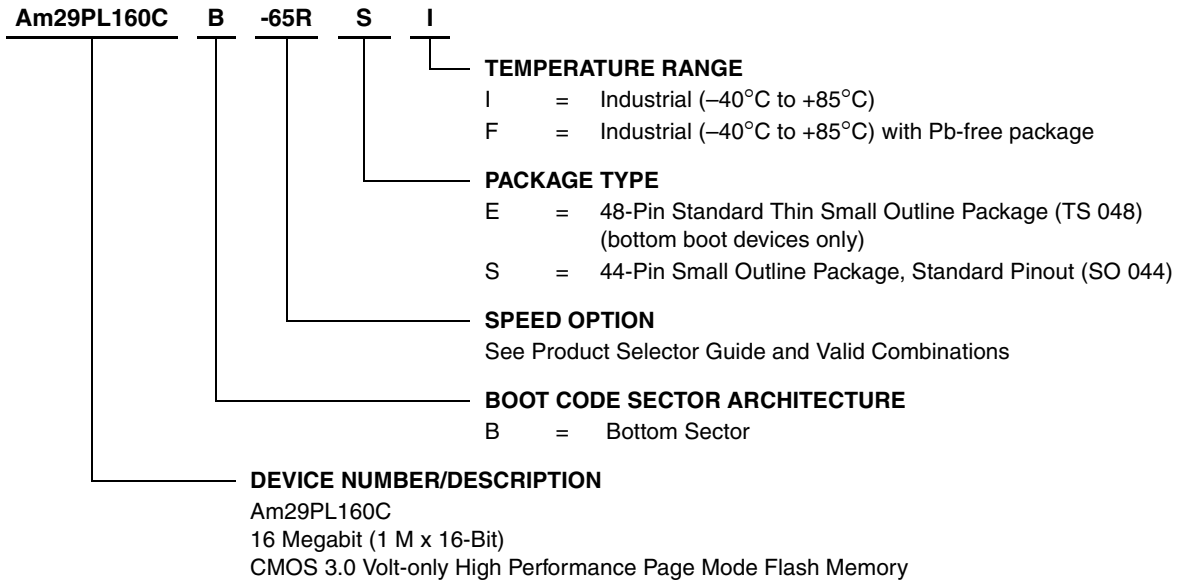 Am29PL160C B -65R S I
TEMPERATURE RANGE
I = Industrial (–40°C to +85°C)
F = Industrial (–40°C to +85°C) with Pb-free package
PACKAGE TYPE
E = 48-Pin Standard Thin Small Outline Package (TS 048)
(bottom boot devices only)
S = 44-Pin Small Outline Package, Standard Pinout (SO 044)
SPEED OPTION
See Product Selector Guide and Valid Combinations
BOOT CODE SECTOR ARCHITECTURE
B = Bottom Sector
DEVICE NUMBER/DESCRIPTION
Am29PL160C
16 Megabit (1 M x 16-Bit)
CMOS 3.0 Volt-only High Performance Page Mode Flash Memory